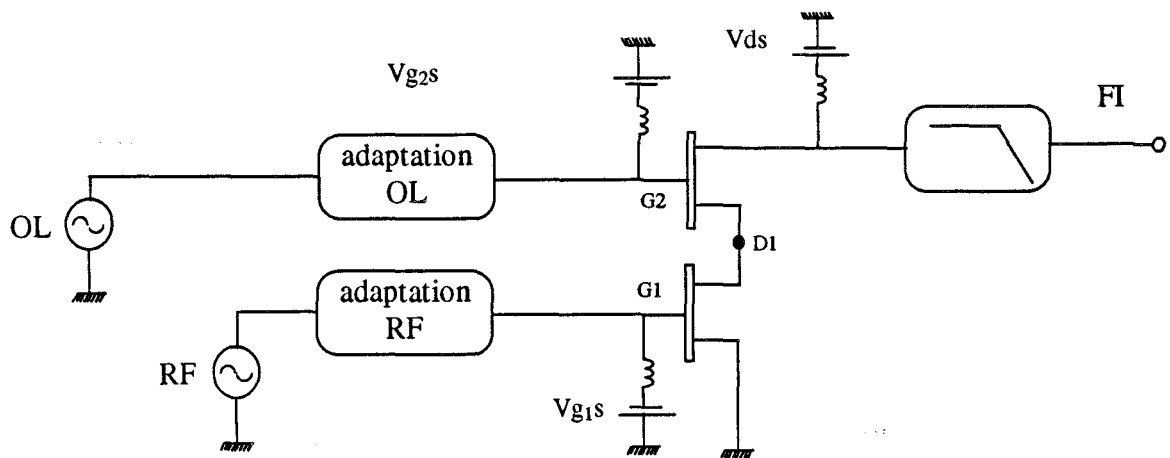 Vds
Vg₂s
FI
adaptation
OL
G2
OL
D1
adaptation
RF
G1
RF
Vg₁s